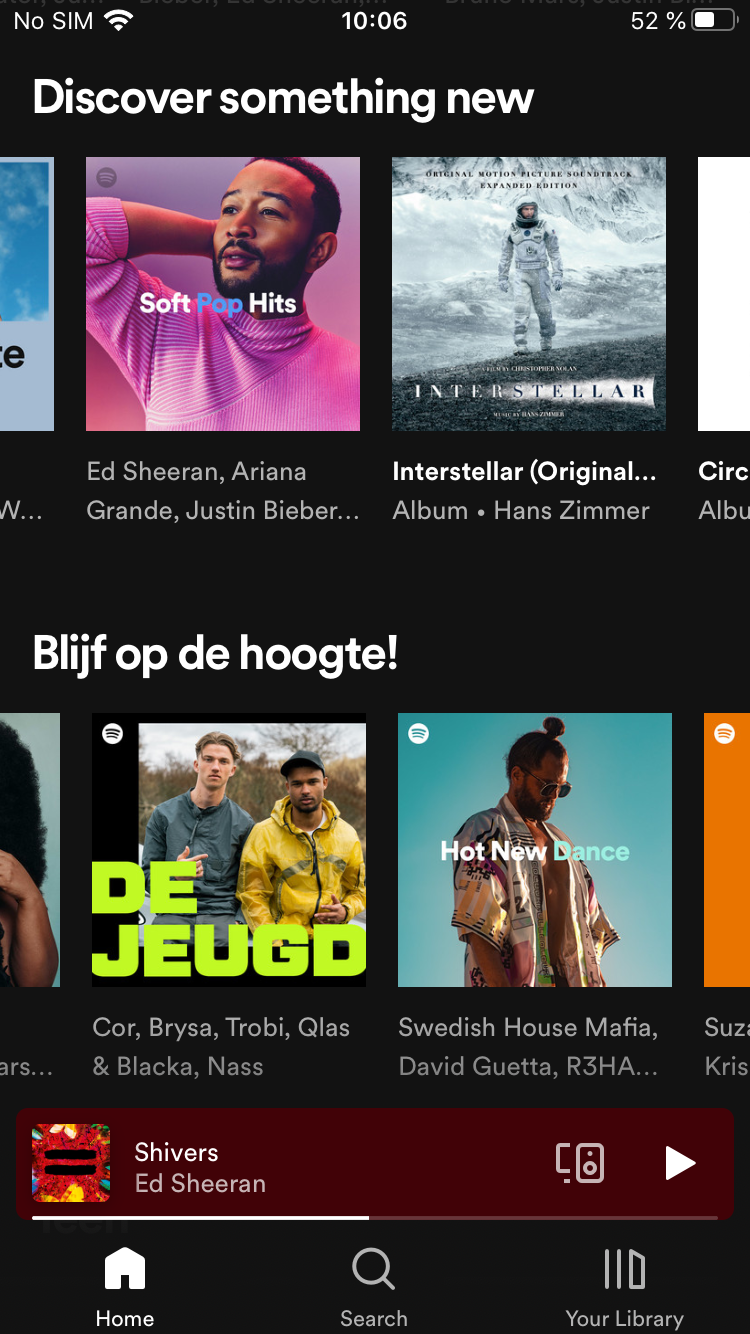 No SIM 10:06 52 %
Discover something new
Soft Pop Hits
ORIGINAL MOTION PICTURE SOUNDTRACK
EXPANDED EDITION
A FILM BY CHRISTOPHER NOLAN
INTERSTELLAR
MUSIC BY HANS ZIMMER
Ed Sheeran, Ariana
Grande, Justin Bieber...
Interstellar (Original...
Album • Hans Zimmer
Circ
Albu
W...
te
Blijf op de hoogte!
DE
JEUGD
Hot New Dance
Cor, Brysa, Trobi, Qlas
& Blacka, Nass
Swedish House Mafia,
David Guetta, R3HA...
Suza
Kris
ars...
Shivers
Ed Sheeran
Home
Search
Your Library